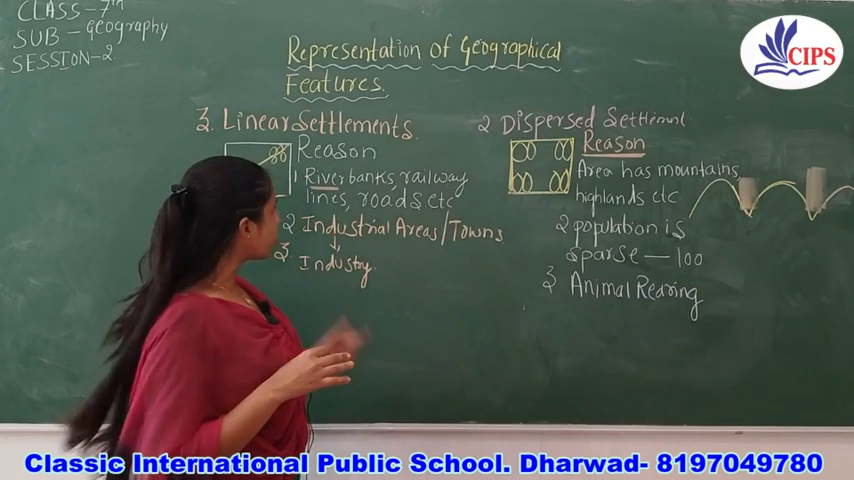 CLASS - 7th
SUB - Geography
SESSION-2
CIPS
Representation of Geographical
Features.
3. Linear Settlements.
Reason
1 River banks, railway
lines, roads etc
2 Industrial Areas/Towns
3. Industry.
2 Dispersed Settlement
Reason
Area has mountains,
highlands etc
2 population is
sparse — 100
3 Animal Rearing
Classic International Public School. Dharwad- 8197049780